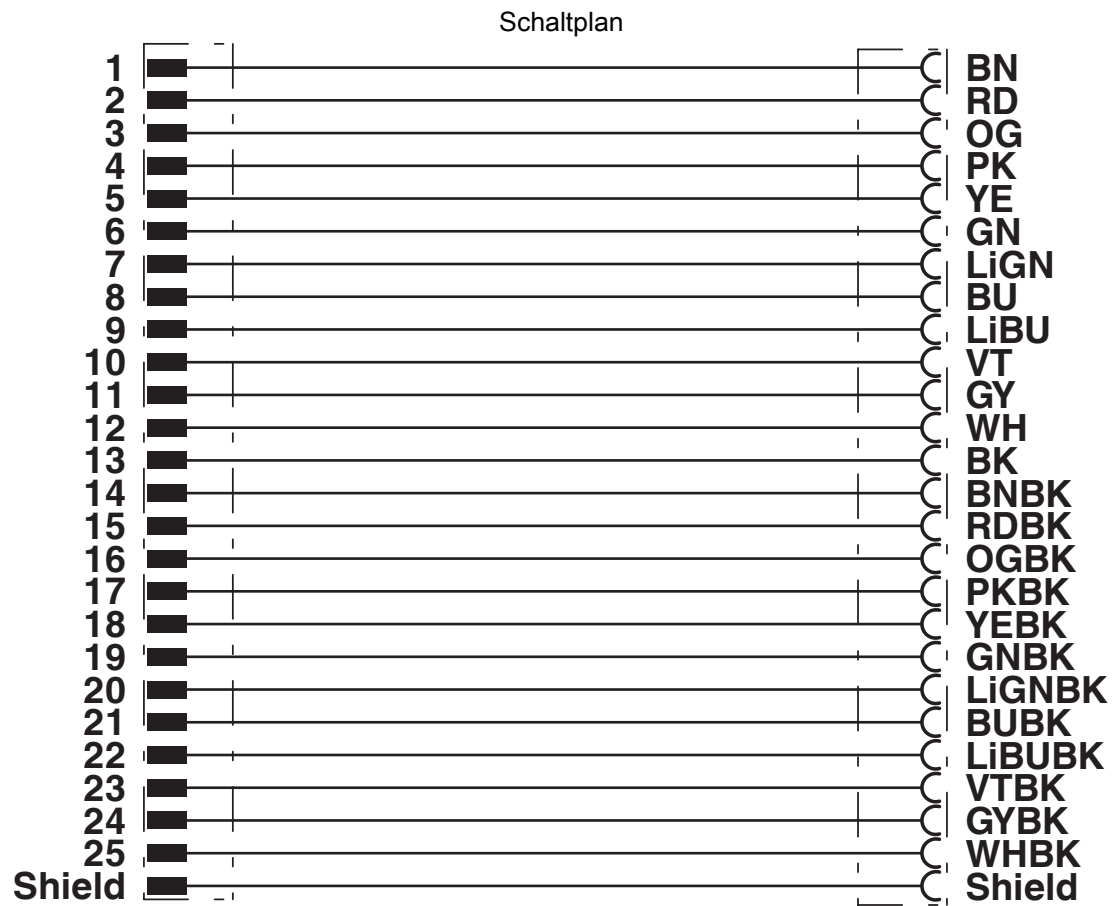 Schaltplan
1 BN
2 RD
3 OG
4 PK
5 YE
6 GN
7 LiGN
8 BU
9 LiBU
10 VT
11 GY
12 WH
13 BK
14 BNBK
15 RDBK
16 OGBK
17 PKBK
18 YEBK
19 GNBK
20 LiGNBK
21 BUBK
22 LiBUBK
23 VTBK
24 GYBK
25 WHBK
Shield Shield